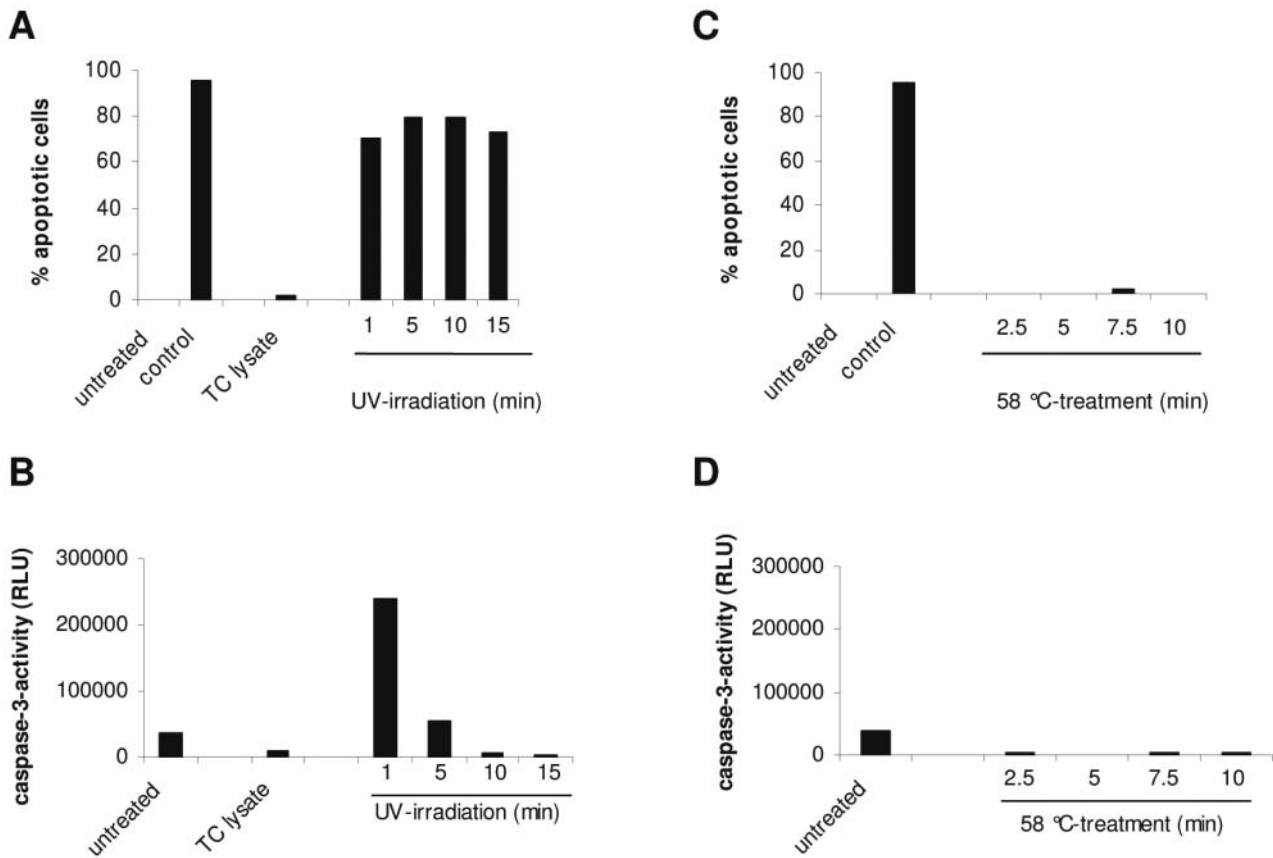 A
% apoptotic cells
100
80
60
40
20
0
untreated
control
TC lysate
1 5 10 15
UV-irradiation (min)
C
% apoptotic cells
100
80
60
40
20
0
untreated
control
2.5 5 7.5 10
58 °C-treatment (min)
B
caspase-3-activity (RLU)
300000
200000
100000
0
untreated
TC lysate
1 5 10 15
UV-irradiation (min)
D
caspase-3-activity (RLU)
300000
200000
100000
0
untreated
2.5 5 7.5 10
58 °C-treatment (min)